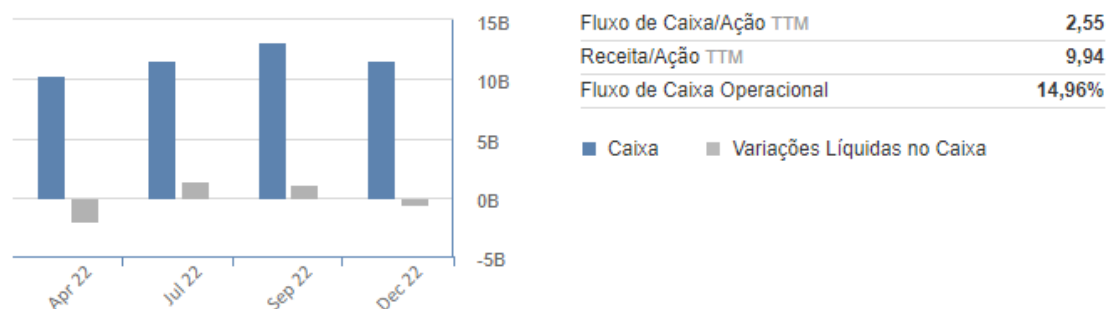 15B
10B
5B
0B
-5B
Apr 22
Jul 22
Sep 22
Dec 22
Fluxo de Caixa/Ação TTM 2,55
Receita/Ação TTM 9,94
Fluxo de Caixa Operacional 14,96%
Caixa Variações Líquidas no Caixa